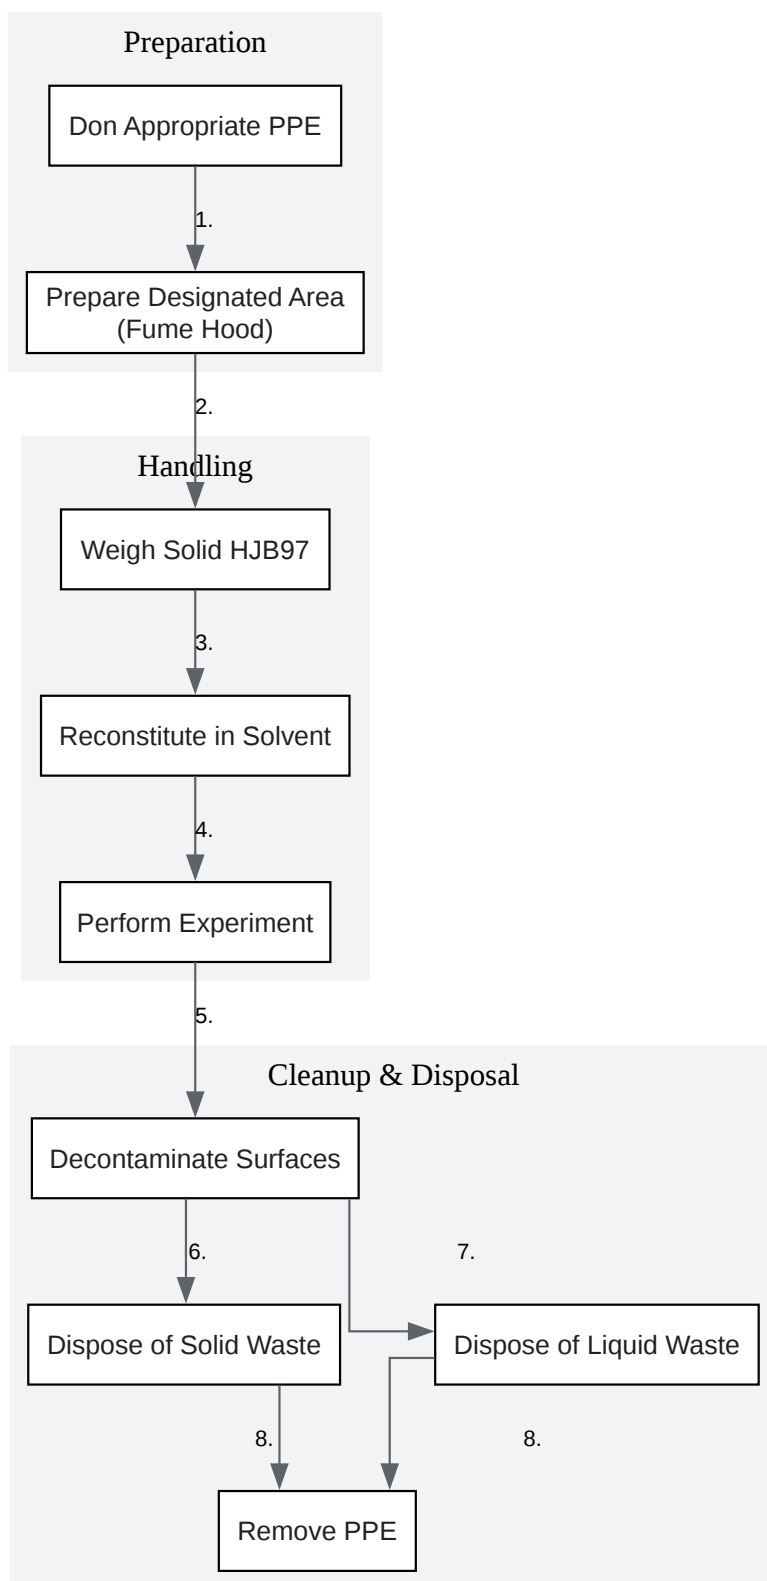 Preparation
Don Appropriate PPE
1.
Prepare Designated Area
(Fume Hood)
2.
Handling
Weigh Solid HJB97
3.
Reconstitute in Solvent
4.
Perform Experiment
5.
Cleanup & Disposal
Decontaminate Surfaces
6.
7.
Dispose of Solid Waste
Dispose of Liquid Waste
8.
8.
Remove PPE